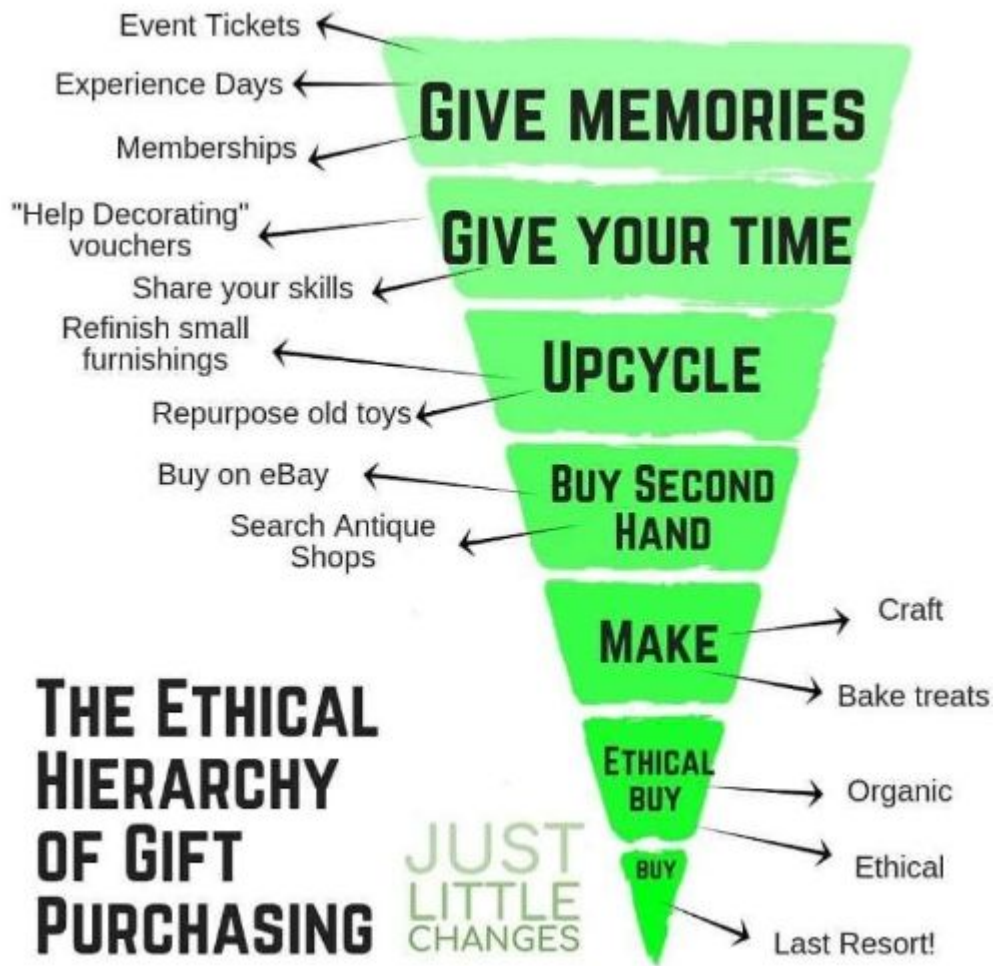 Event Tickets
Experience Days
Memberships
GIVE MEMORIES
"Help Decorating"
vouchers
Share your skills
GIVE YOUR TIME
Refinish small
furnishings
Repurpose old toys
UPCYCLE
Buy on eBay
Search Antique
Shops
BUY SECOND
HAND
MAKE
Craft
Bake treats
ETHICAL
BUY
Organic
Ethical
BUY
Last Resort!
THE ETHICAL
HIERARCHY
OF GIFT
PURCHASING
JUST
LITTLE
CHANGES